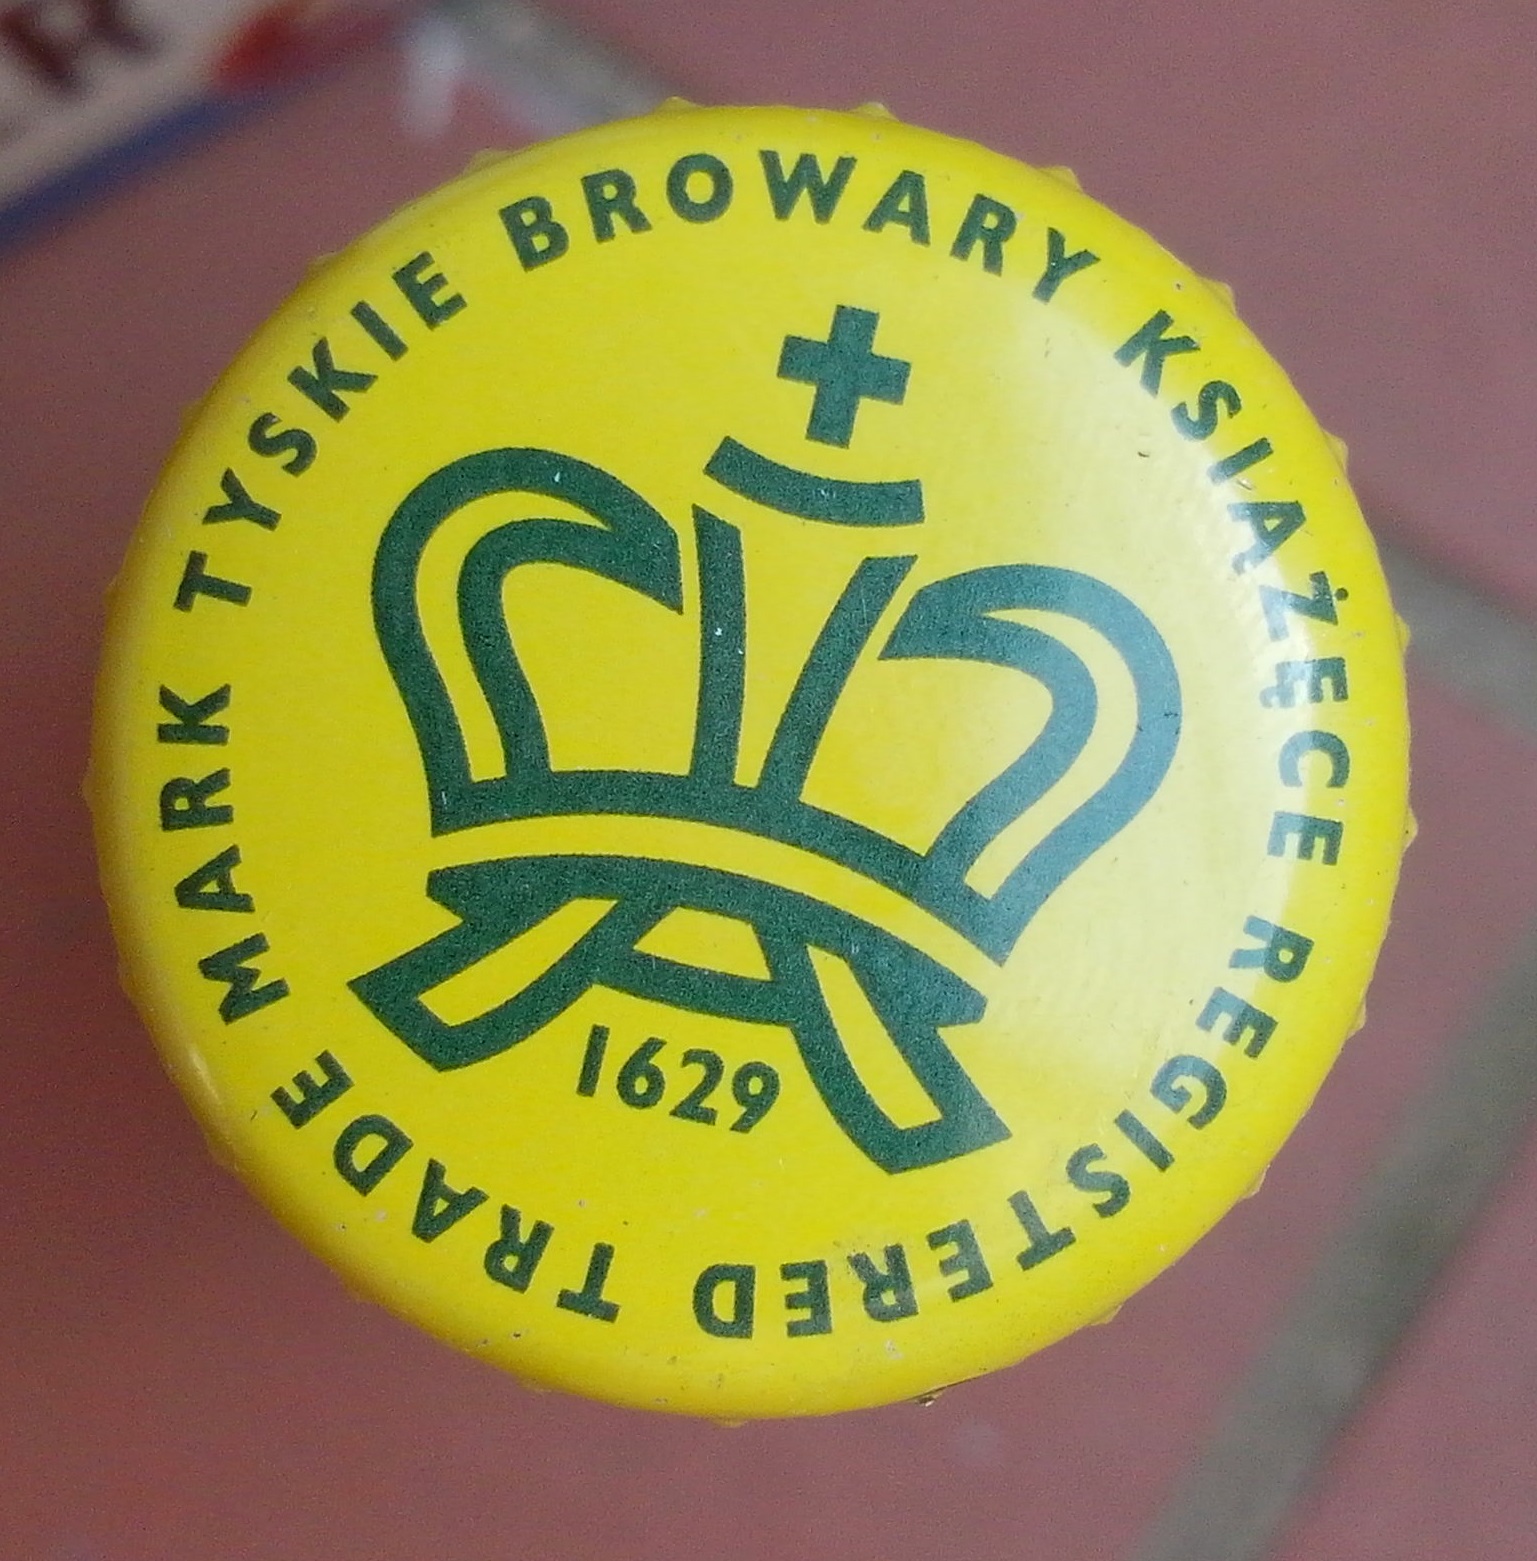 TYSKIE BROWARY KSIĄŻĘCE REGISTERED TRADE MARK
1629